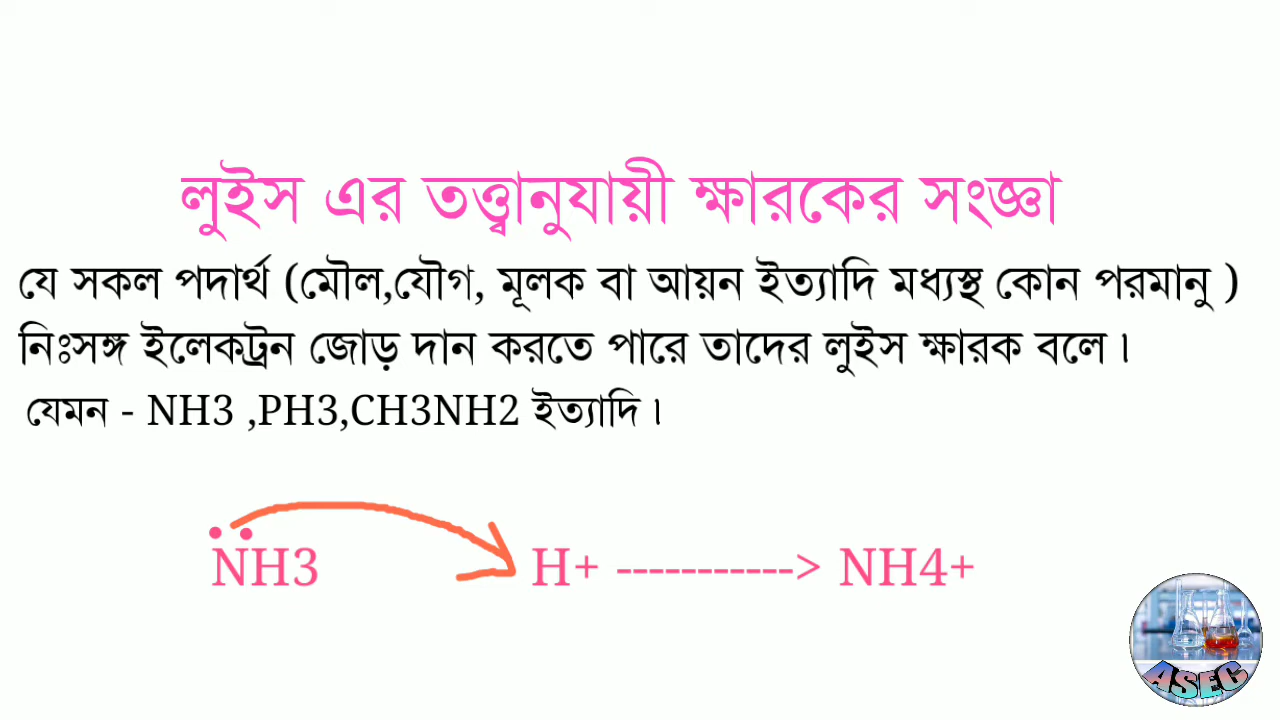 লুইস এর তত্ত্বানুযায়ী ক্ষারকের সংজ্ঞা
যে সকল পদার্থ (মৌল,যৌগ, মূলক বা আয়ন ইত্যাদি মধ্যস্থ কোন পরমানু )
নিঃসঙ্গ ইলেকট্রন জোড় দান করতে পারে তাদের লুইস ক্ষারক বলে।
যেমন - NH3 ,PH3,CH3NH2 ইত্যাদি।
NH3 H+ -----------> NH4+
ASEC